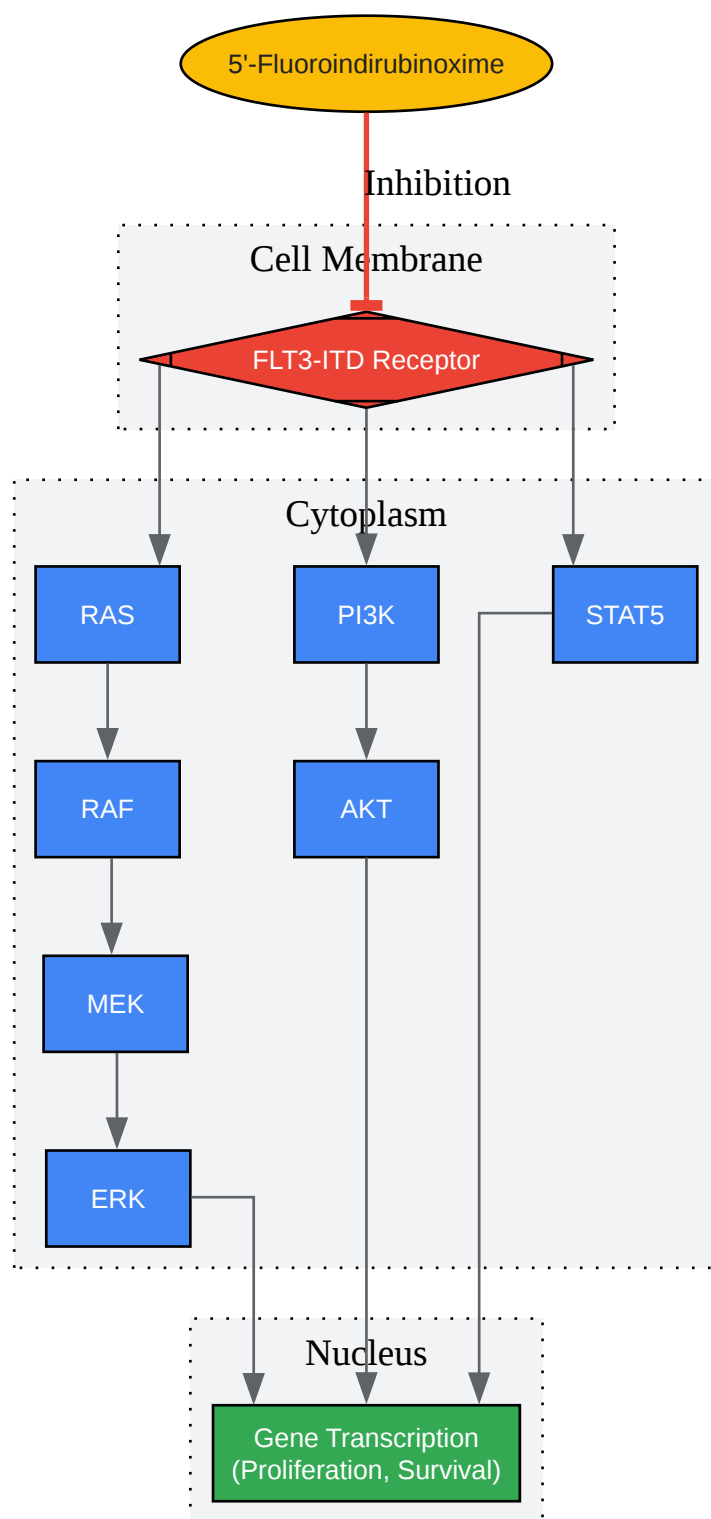 5'-Fluoroindirubinoxime
Inhibition
Cell Membrane
FLT3-ITD Receptor
Cytoplasm
RAS
PI3K
STAT5
RAF
AKT
MEK
ERK
Nucleus
Gene Transcription
(Proliferation, Survival)